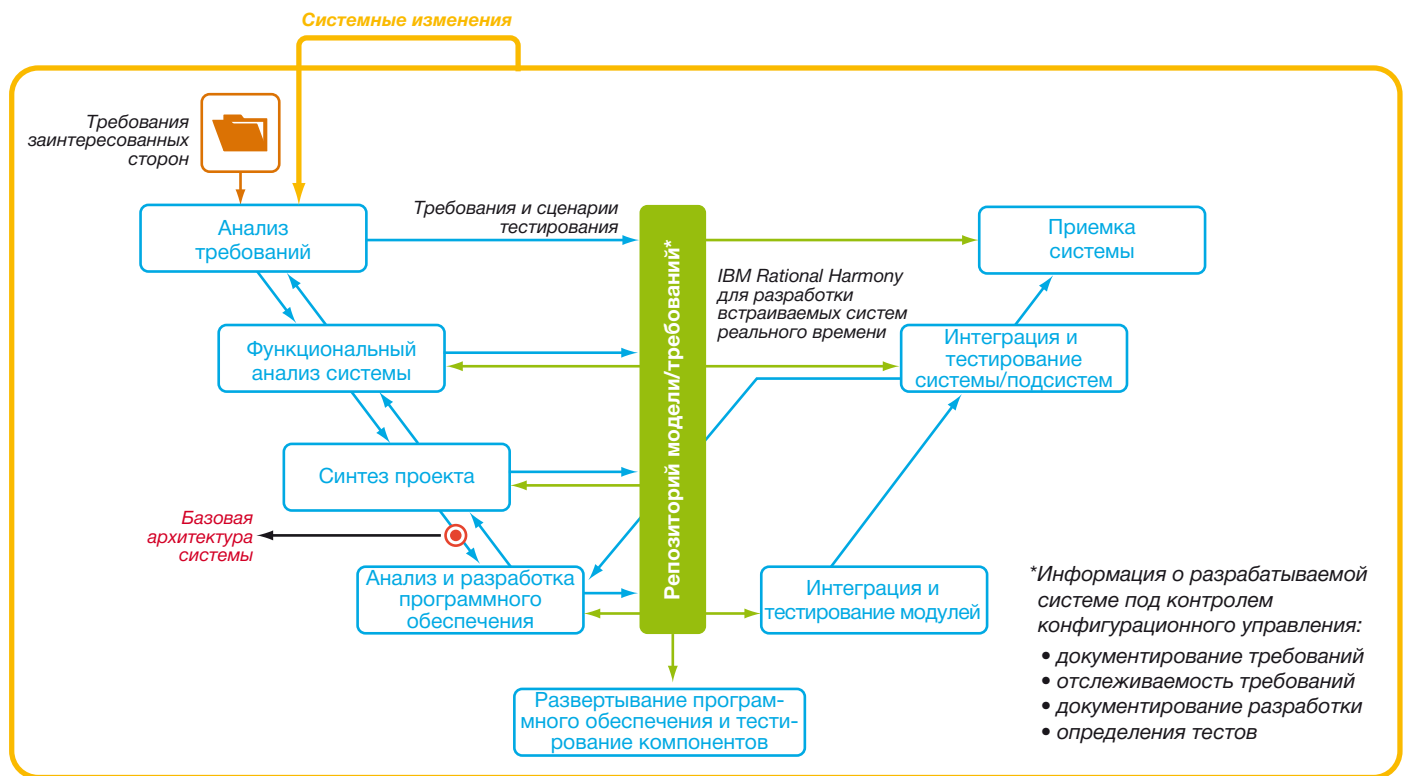 Системные изменения
Требования
заинтересованных
сторон
Анализ
требований
Требования и сценарии
тестирования
Репозиторий модели/требований*
Приемка
системы
IBM Rational Harmony
для разработки
встраиваемых систем
реального времени
Функциональный
анализ системы
Интеграция и
тестирование
системы/подсистем
Синтез проекта
Базовая
архитектура
системы
Анализ и разработка
программного
обеспечения
Интеграция и
тестирование модулей
*Информация о разрабатываемой
системе под контролем
конфигурационного управления:
• документирование требований
• отслеживаемость требований
• документирование разработки
• определения тестов
Развертывание програм-
много обеспечения и тести-
рование компонентов